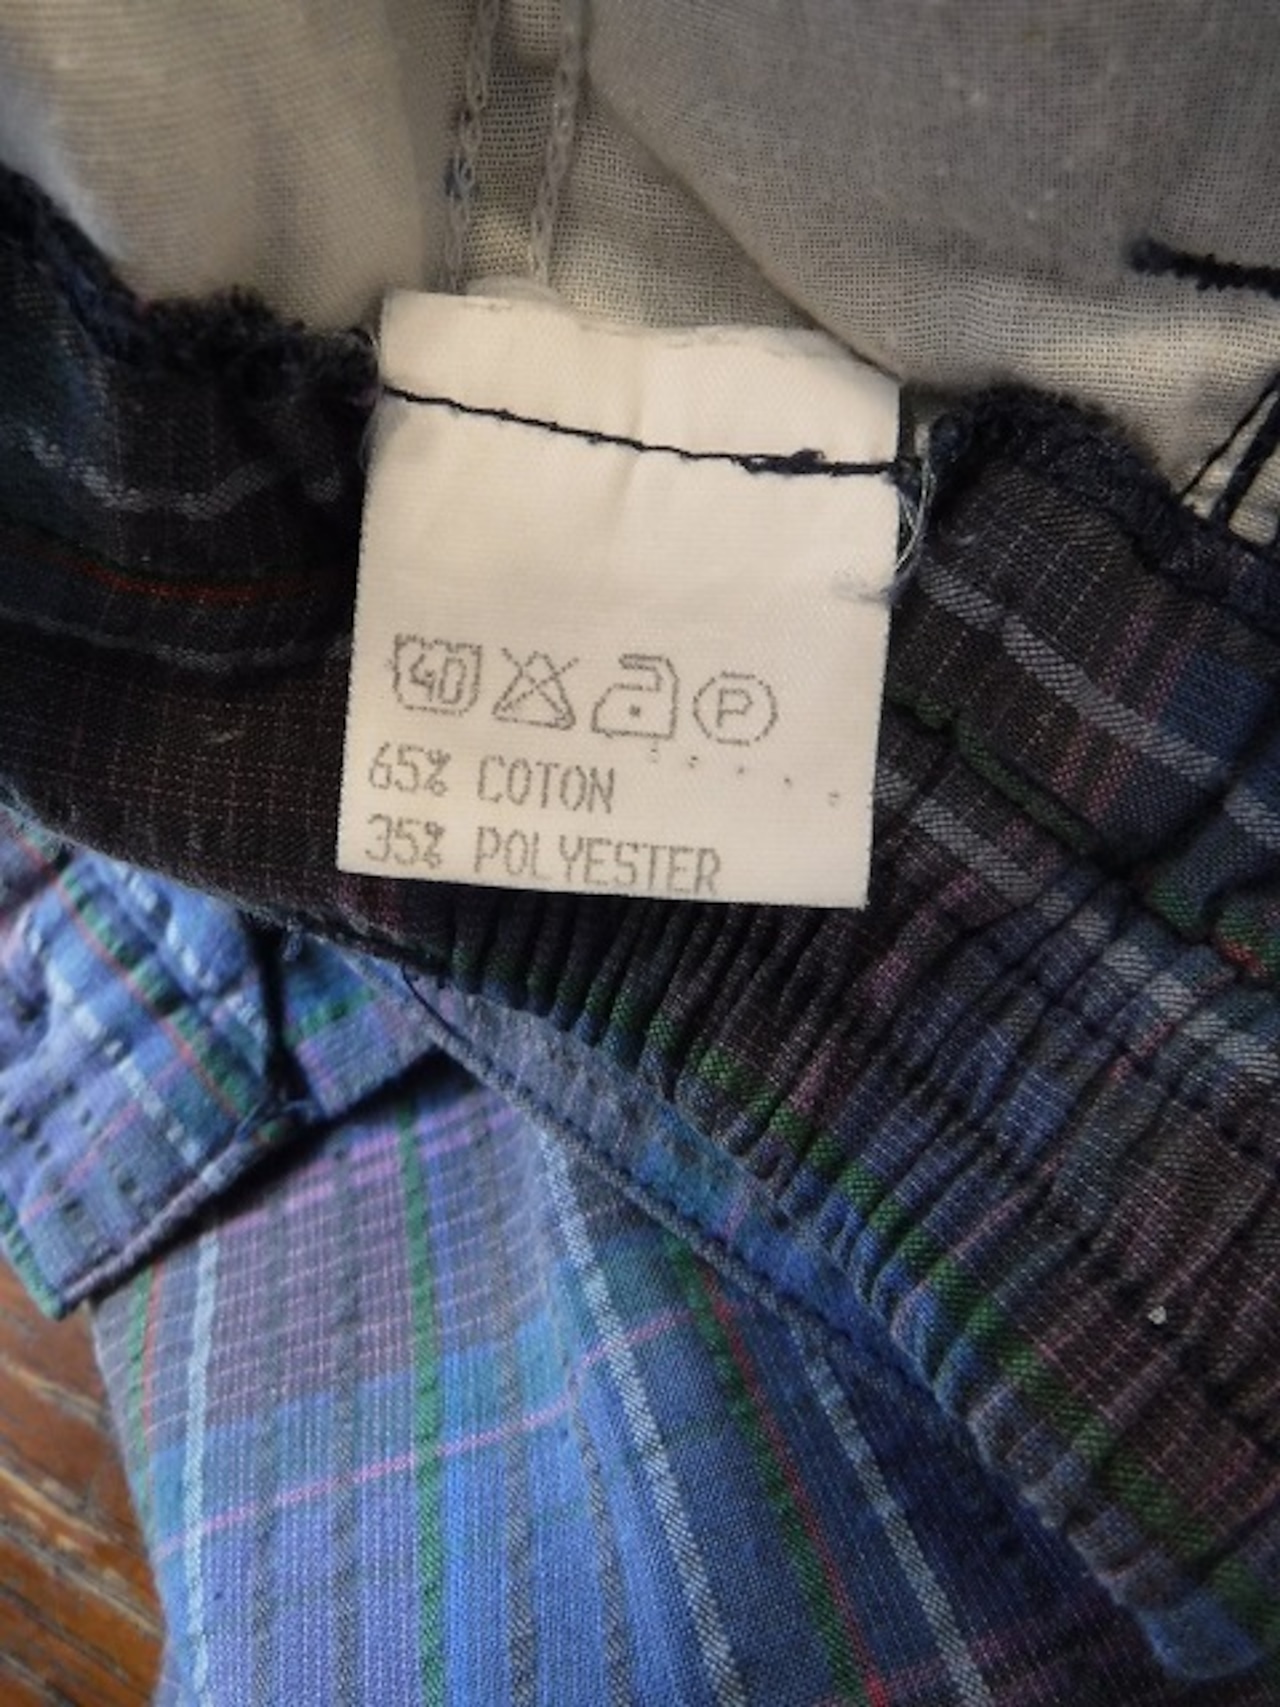 40 P
65% COTON
35% POLYESTER